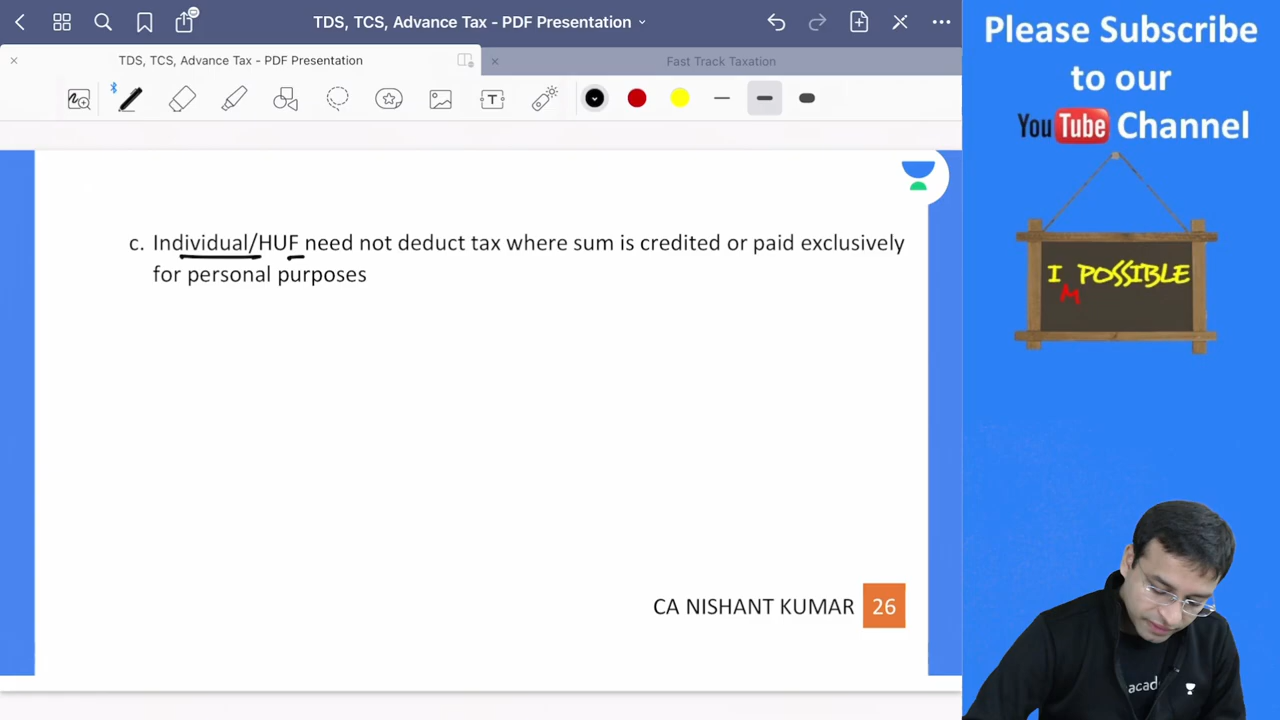 TDS, TCS, Advance Tax - PDF Presentation
TDS, TCS, Advance Tax - PDF Presentation
Fast Track Taxation
T
c. Individual/HUF need not deduct tax where sum is credited or paid exclusively
for personal purposes
CA NISHANT KUMAR 26
Please Subscribe
to our
YouTube Channel
I M POSSIBLE
acad